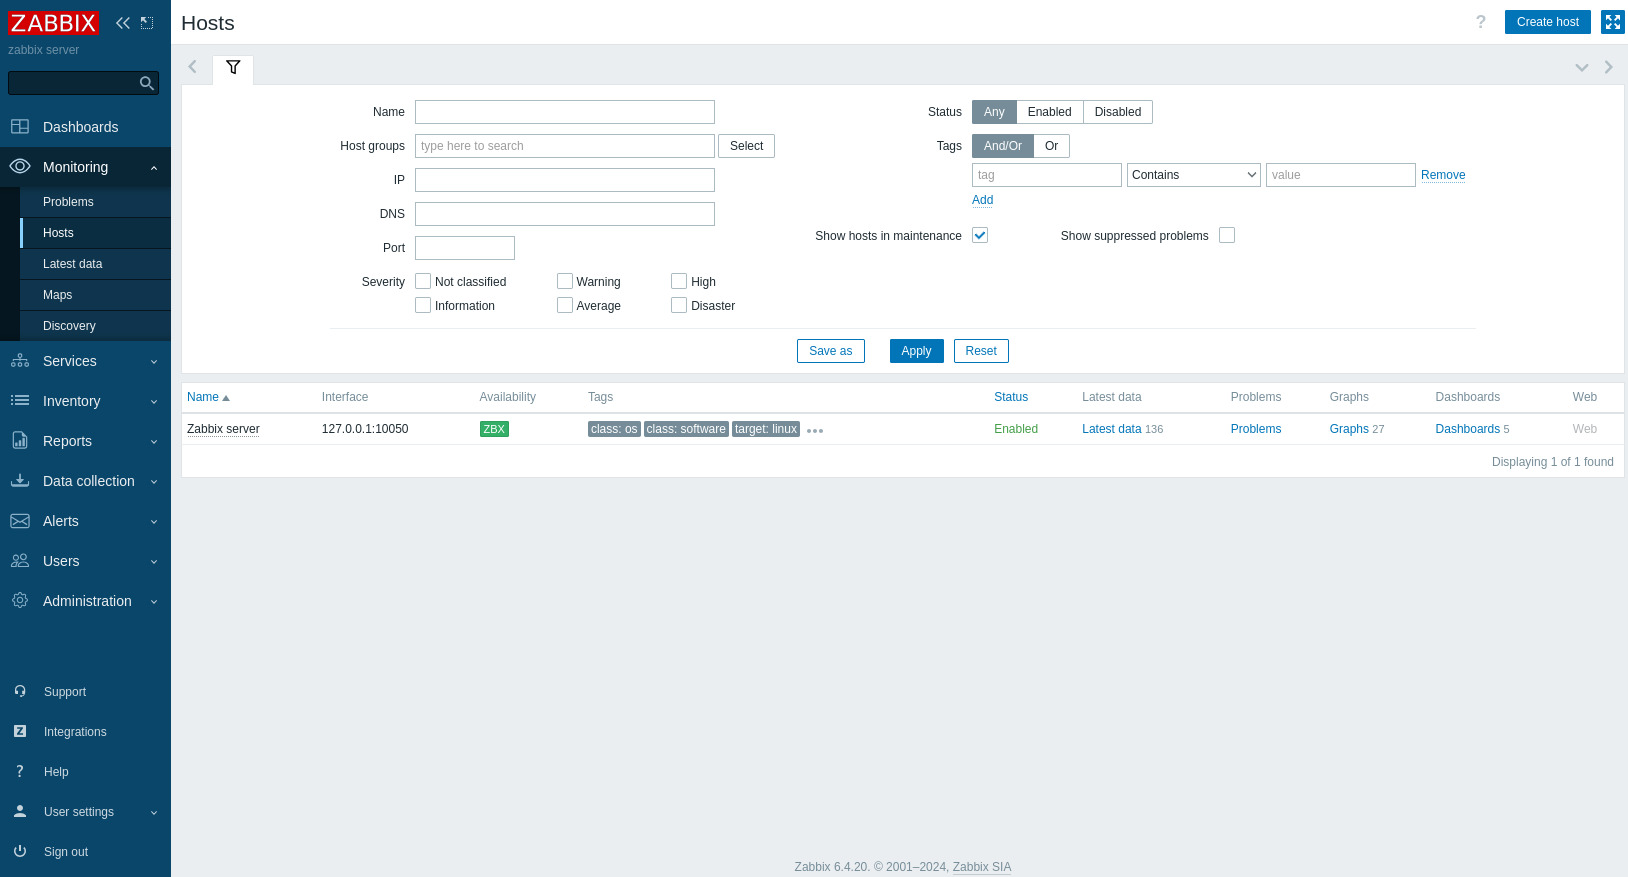 ZABBIX
zabbix server
Dashboards
Monitoring
Problems
Hosts
Latest data
Maps
Discovery
Services
Inventory
Reports
Data collection
Alerts
Users
Administration
Support
Integrations
Help
User settings
Sign out
Hosts
? Create host
Name
Host groups type here to search Select
IP
DNS
Port
Severity Not classified Warning High
Information Average Disaster
Status Any Enabled Disabled
Tags And/Or Or
tag Contains value Remove
Add
Show hosts in maintenance Show suppressed problems
Save as Apply Reset
Name Interface Availability Tags Status Latest data Problems Graphs Dashboards Web
Zabbix server 127.0.0.1:10050 ZBX class: os class: software target: linux Enabled Latest data 136 Problems Graphs 27 Dashboards 5 Web
Displaying 1 of 1 found
Zabbix 6.4.20. © 2001–2024, Zabbix SIA